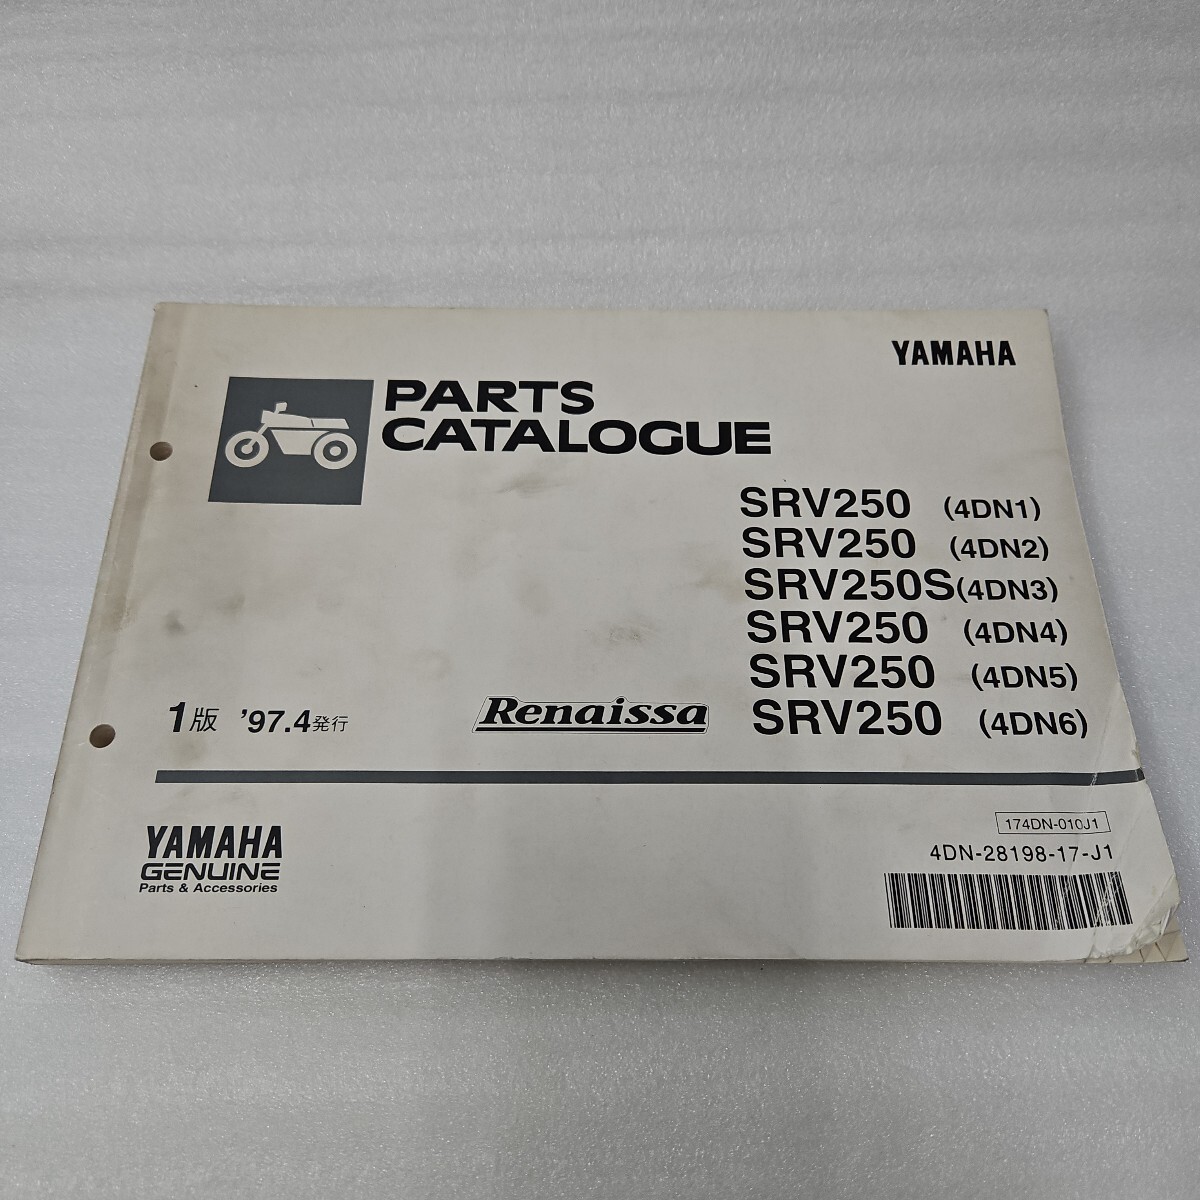 YAMAHA
PARTS
CATALOGUE
SRV250 (4DN1)
SRV250 (4DN2)
SRV250S(4DN3)
SRV250 (4DN4)
SRV250 (4DN5)
1版 '97.4発行 Renaissa SRV250 (4DN6)
174DN-010J1
4DN-28198-17-J1
YAMAHA
GENUINE
Parts & Accessories